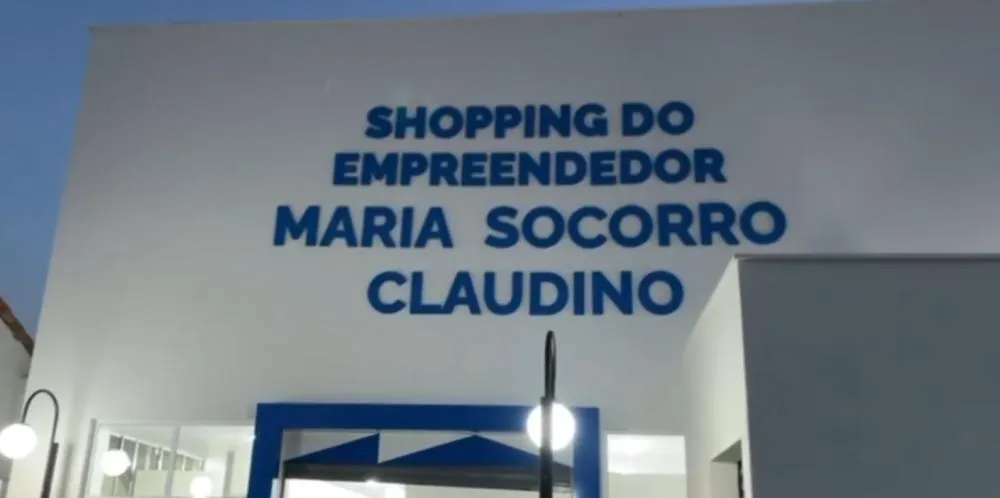 SHOPPING DO
EMPREENDEDOR
MARIA SOCORRO
CLAUDINO